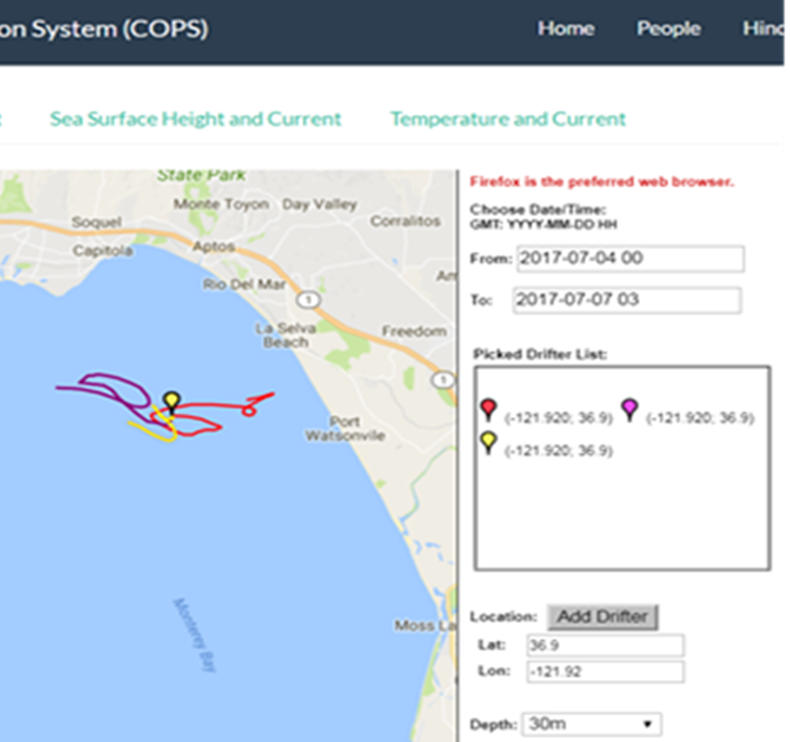 on System (COPS)
Home People Hind
Sea Surface Height and Current Temperature and Current
State Park
Monte Toyon Day Valley
Soquel
Corralitos
Capitola
Aptos
Rio Del Mar
1
La Selva
Beach
Freedom
1
Port
Watsonville
Monterey Bay
Moss La
Firefox is the preferred web browser.
Choose Date/Time:
GMT: YYYY-MM-DD HH
From: 2017-07-04 00
To: 2017-07-07 03
Picked Drifter List:
(-121.920; 36.9) (-121.920; 36.9)
(-121.920; 36.9)
Location: Add Drifter
Lat: 36.9
Lon: -121.92
Depth: 30m